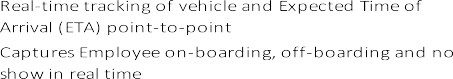 Real-time tracking of vehicle and Expected Time of
Arrival (ETA) point-to-point
Captures Employee on-boarding, off-boarding and no
show in real time